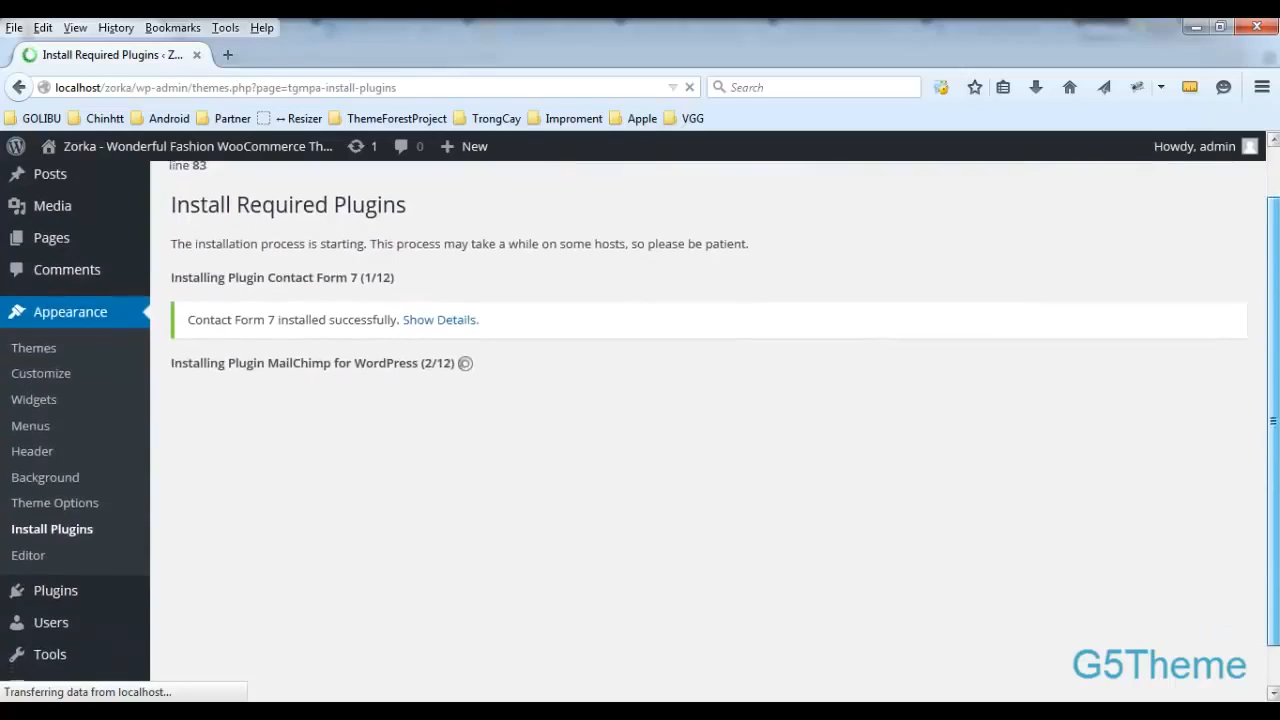 File Edit View History Bookmarks Tools Help
Install Required Plugins ‹ Z...
localhost/zorka/wp-admin/themes.php?page=tgmpa-install-plugins Search
GOLIBU Chinhtt Android Partner ↔ Resizer ThemeForestProject TrongCay Improment Apple VGG
Zorka - Wonderful Fashion WooCommerce Th... 1 0 New Howdy, admin
line 83
Posts
Install Required Plugins
Media
Pages
The installation process is starting. This process may take a while on some hosts, so please be patient.
Comments
Installing Plugin Contact Form 7 (1/12)
Appearance
Contact Form 7 installed successfully. Show Details.
Themes
Installing Plugin MailChimp for WordPress (2/12)
Customize
Widgets
Menus
Header
Background
Theme Options
Install Plugins
Editor
Plugins
Users
Tools
G5Theme
Transferring data from localhost...